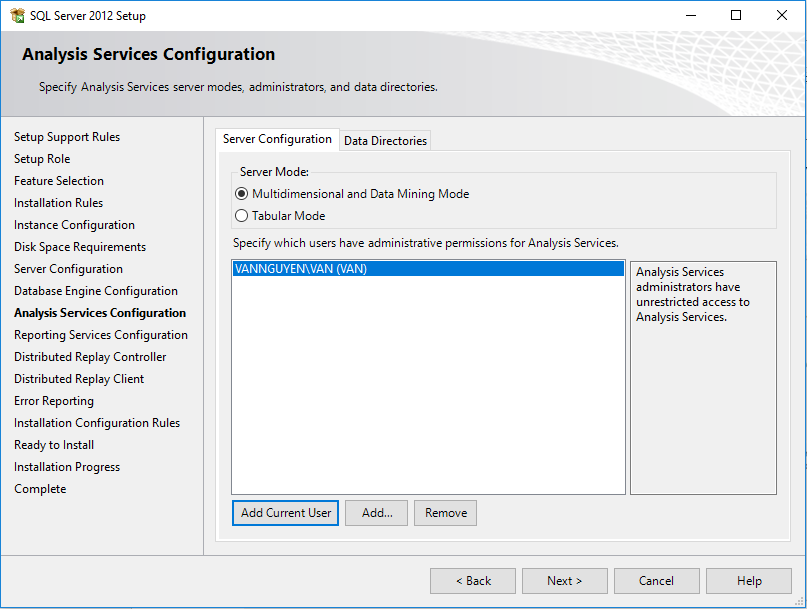 SQL Server 2012 Setup
Analysis Services Configuration
Specify Analysis Services server modes, administrators, and data directories.
Setup Support Rules
Setup Role
Feature Selection
Installation Rules
Instance Configuration
Disk Space Requirements
Server Configuration
Database Engine Configuration
Analysis Services Configuration
Reporting Services Configuration
Distributed Replay Controller
Distributed Replay Client
Error Reporting
Installation Configuration Rules
Ready to Install
Installation Progress
Complete
Server Configuration Data Directories
Server Mode:
Multidimensional and Data Mining Mode
Tabular Mode
Specify which users have administrative permissions for Analysis Services.
VANNGUYEN\VAN (VAN)
Analysis Services
administrators have
unrestricted access to
Analysis Services.
Add Current User Add... Remove
< Back Next > Cancel Help